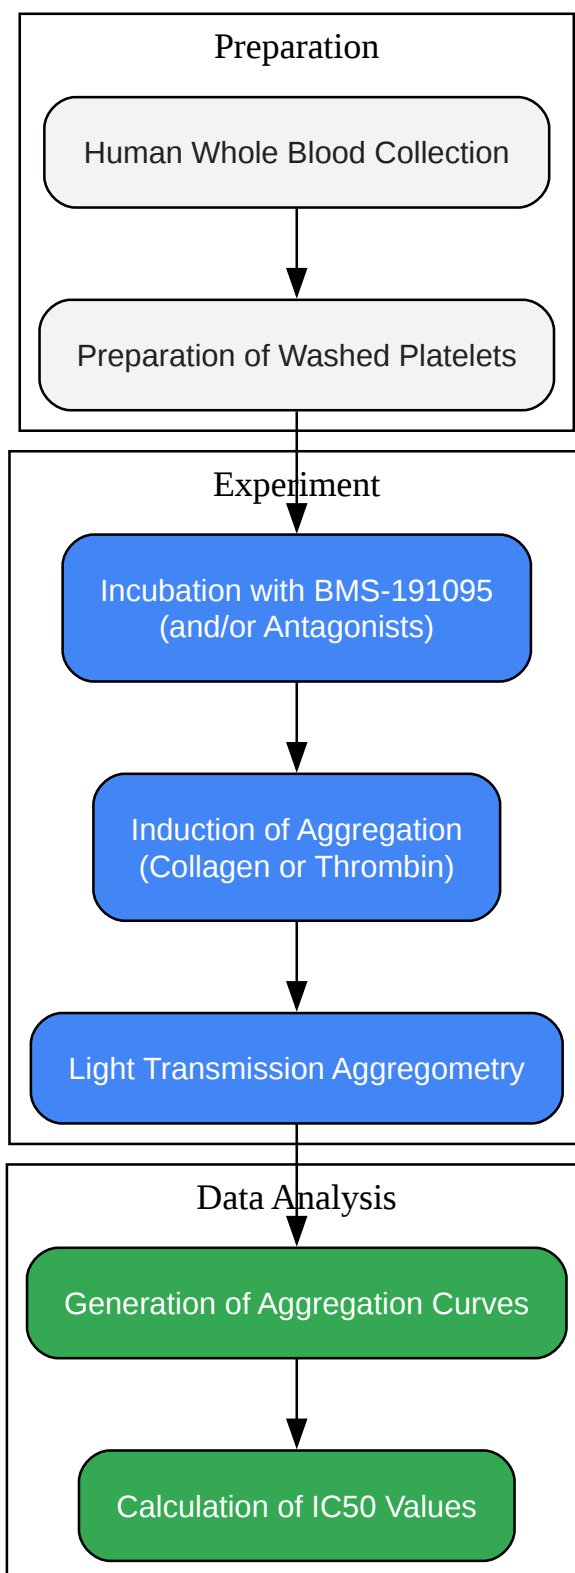 Preparation
Human Whole Blood Collection
Preparation of Washed Platelets
Experiment
Incubation with BMS-191095
(and/or Antagonists)
Induction of Aggregation
(Collagen or Thrombin)
Light Transmission Aggregometry
Data Analysis
Generation of Aggregation Curves
Calculation of IC50 Values